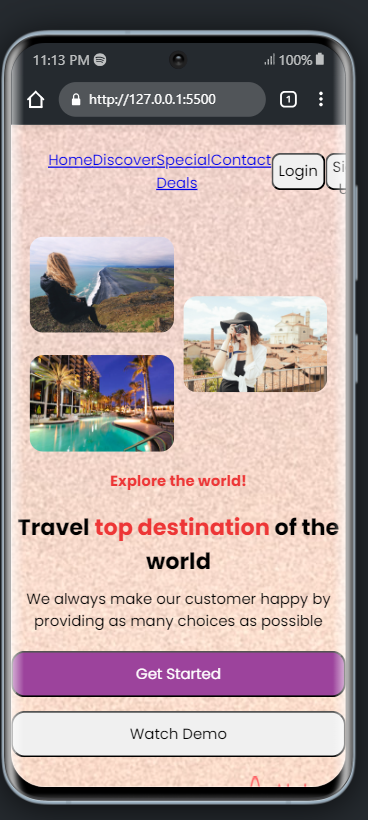 11:13 PM 100%
http://127.0.0.1:5500 1
HomeDiscoverSpecialContact Login
Deals
Explore the world!
Travel top destination of the
world
We always make our customer happy by
providing as many choices as possible
Get Started
Watch Demo